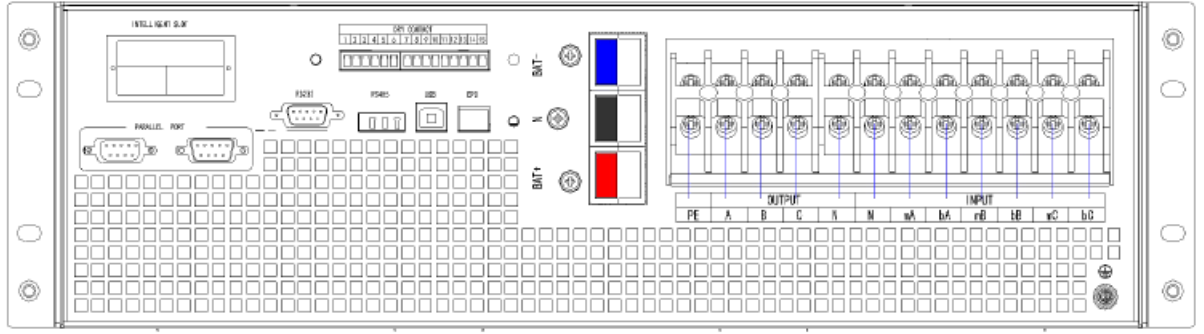 INTELLIGENT SLOT
DRY CONTACT
1 2 3 4 5 6 7 8 9 10 11 12 13 14 15
BAT-
RS232
RS485
USB
EPO
N
PARALLEL PORT
BAT+
OUTPUT
INPUT
PE A B C N N mA bA mB bB mC bC